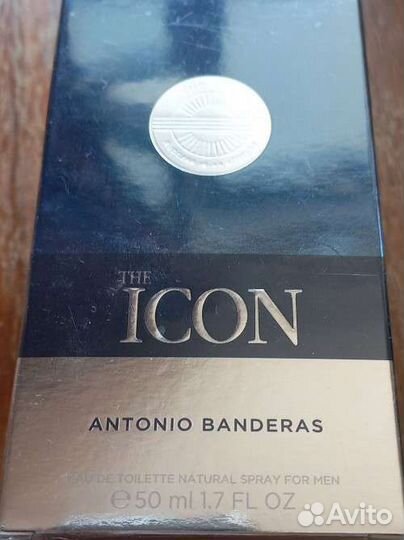 THE
ICON
ANTONIO BANDERAS
EAU DE TOILETTE NATURAL SPRAY FOR MEN
℮50 ml 1.7 FL OZ
Avito